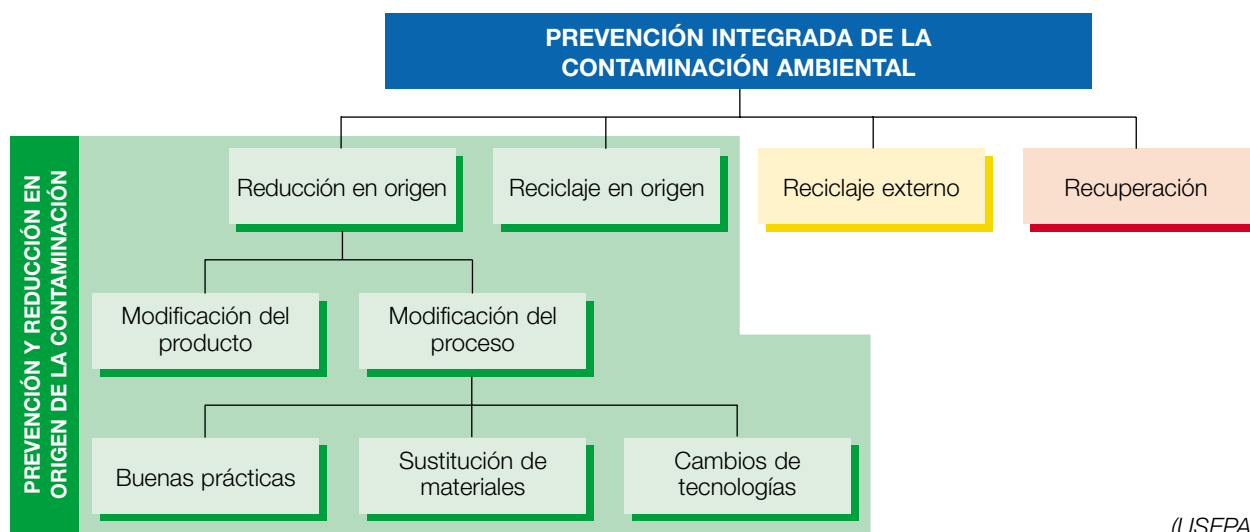 PREVENCIÓN INTEGRADA DE LA
CONTAMINACIÓN AMBIENTAL
PREVENCIÓN Y REDUCCIÓN EN
ORIGEN DE LA CONTAMINACIÓN
Reducción en origen
Reciclaje en origen
Reciclaje externo
Recuperación
Modificación del
producto
Modificación del
proceso
Buenas prácticas
Sustitución de
materiales
Cambios de
tecnologías
(USEPA